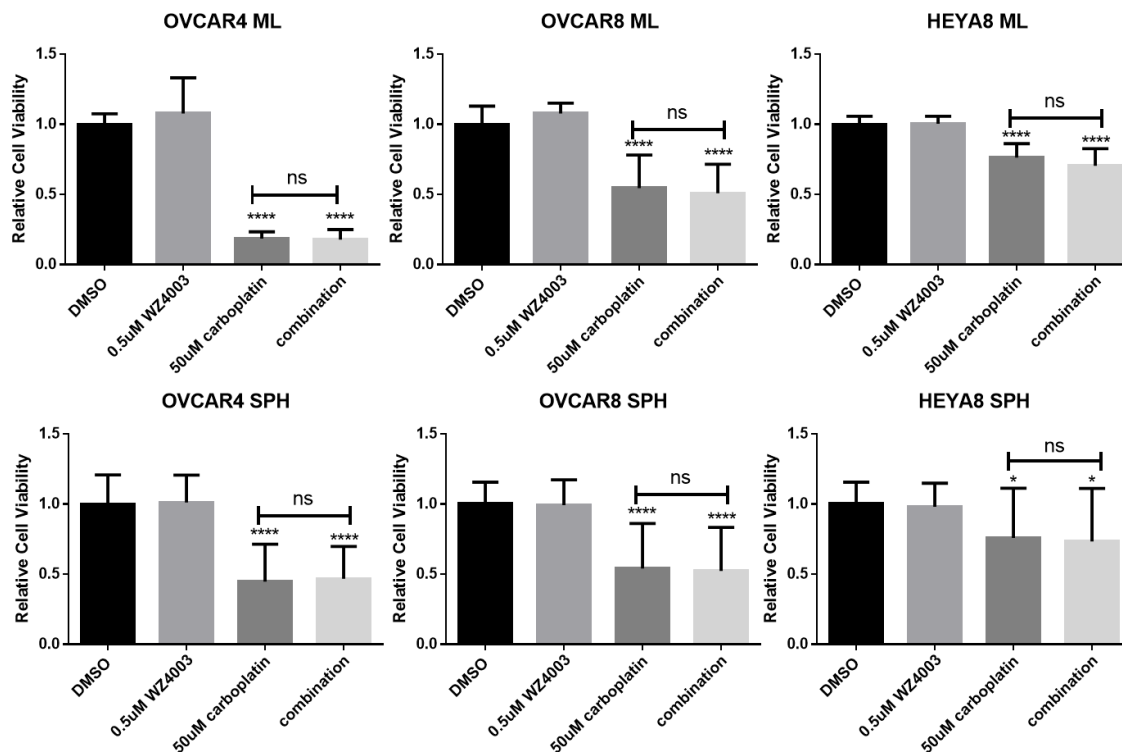 OVCAR4 ML
Relative Cell Viability
1.5
1.0
0.5
0.0
ns
****
****
DMSO
0.5uM WZ4003
50uM carboplatin
combination
OVCAR8 ML
Relative Cell Viability
1.5
1.0
0.5
0.0
ns
****
****
DMSO
0.5uM WZ4003
50uM carboplatin
combination
HEYA8 ML
Relative Cell Viability
1.5
1.0
0.5
0.0
ns
****
****
DMSO
0.5uM WZ4003
50uM carboplatin
combination
OVCAR4 SPH
Relative Cell Viability
1.5
1.0
0.5
0.0
ns
****
****
DMSO
0.5uM WZ4003
50uM carboplatin
combination
OVCAR8 SPH
Relative Cell Viability
1.5
1.0
0.5
0.0
ns
****
****
DMSO
0.5uM WZ4003
50uM carboplatin
combination
HEYA8 SPH
Relative Cell Viability
1.5
1.0
0.5
0.0
ns
*
*
DMSO
0.5uM WZ4003
50uM carboplatin
combination